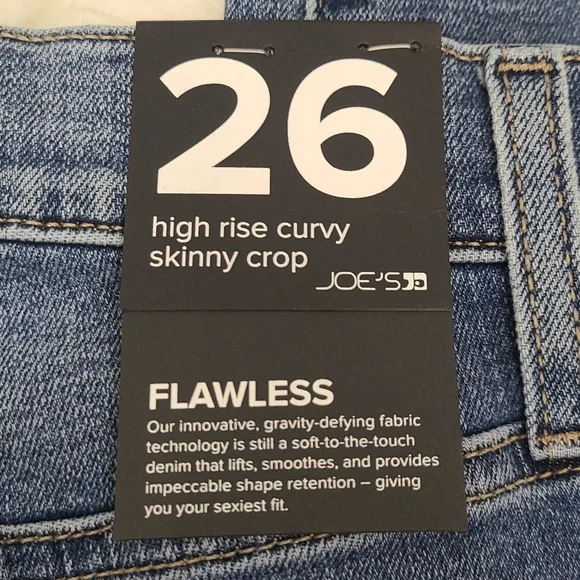 26
high rise curvy
skinny crop
JOE'S
FLAWLESS
Our innovative, gravity-defying fabric
technology is still a soft-to-the-touch
denim that lifts, smoothes, and provides
impeccable shape retention – giving
you your sexiest fit.